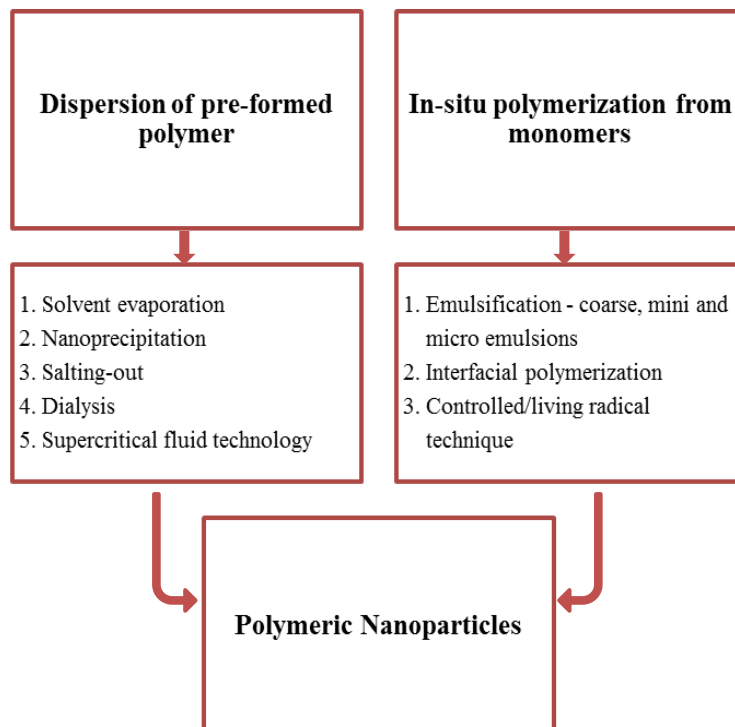 Dispersion of pre-formed
polymer
In-situ polymerization from
monomers
1. Solvent evaporation
2. Nanoprecipitation
3. Salting-out
4. Dialysis
5. Supercritical fluid technology
1. Emulsification - coarse, mini and
micro emulsions
2. Interfacial polymerization
3. Controlled/living radical
technique
Polymeric Nanoparticles